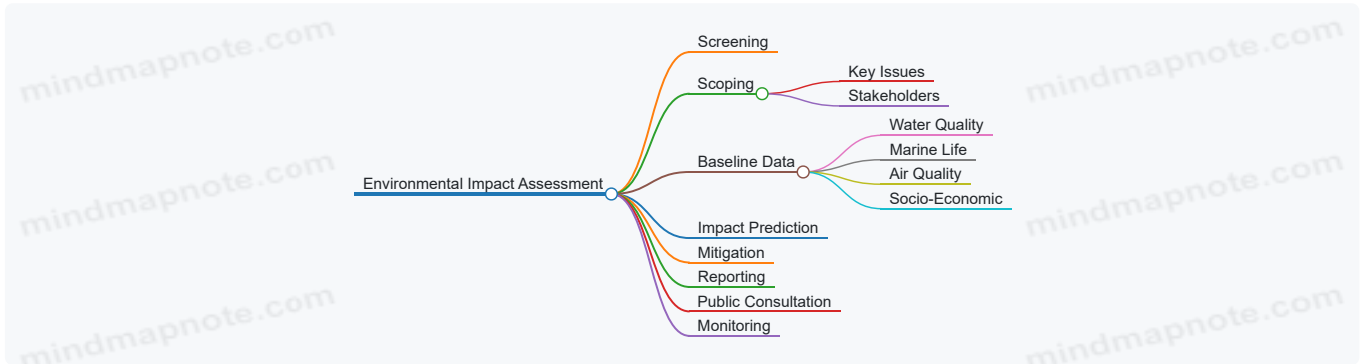 mindmapnote.com
mindmapnote.com
Screening
Scoping
Key Issues
Stakeholders
Water Quality
Baseline Data
Marine Life
Air Quality
Socio-Economic
Environmental Impact Assessment
mindmapnote.com
mindmapnote.com
Impact Prediction
Mitigation
Reporting
Public Consultation
Monitoring
mindmapnote.com
mindmapnote.com